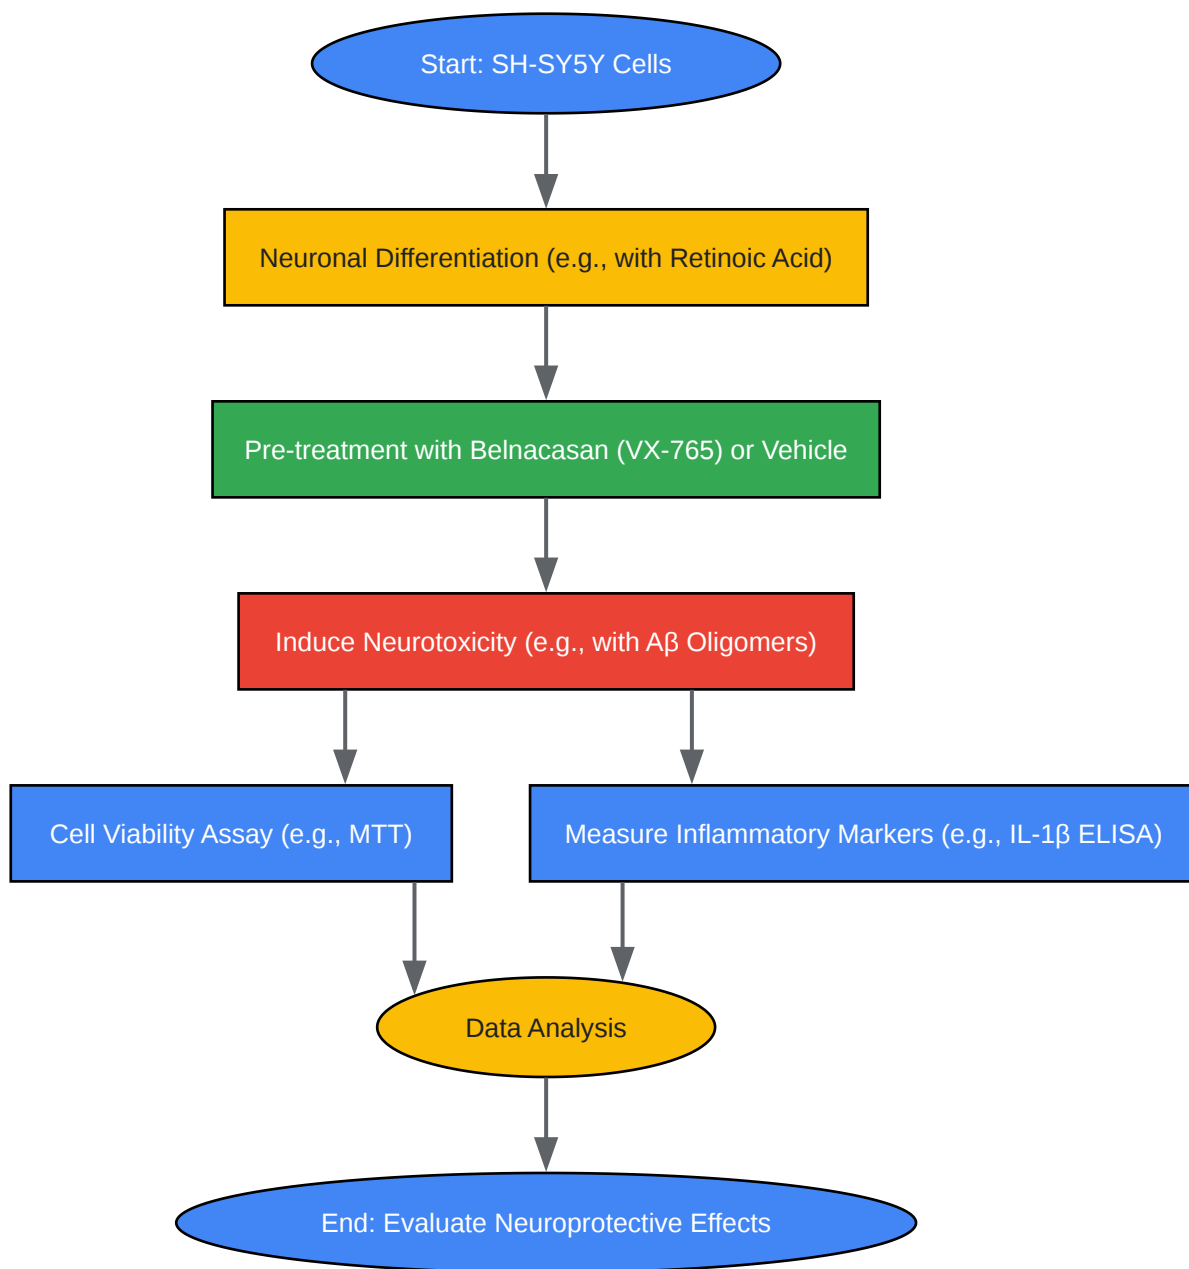 Start: SH-SY5Y Cells
Neuronal Differentiation (e.g., with Retinoic Acid)
Pre-treatment with Belnacasan (VX-765) or Vehicle
Induce Neurotoxicity (e.g., with Aβ Oligomers)
Cell Viability Assay (e.g., MTT)
Measure Inflammatory Markers (e.g., IL-1β ELISA)
Data Analysis
End: Evaluate Neuroprotective Effects